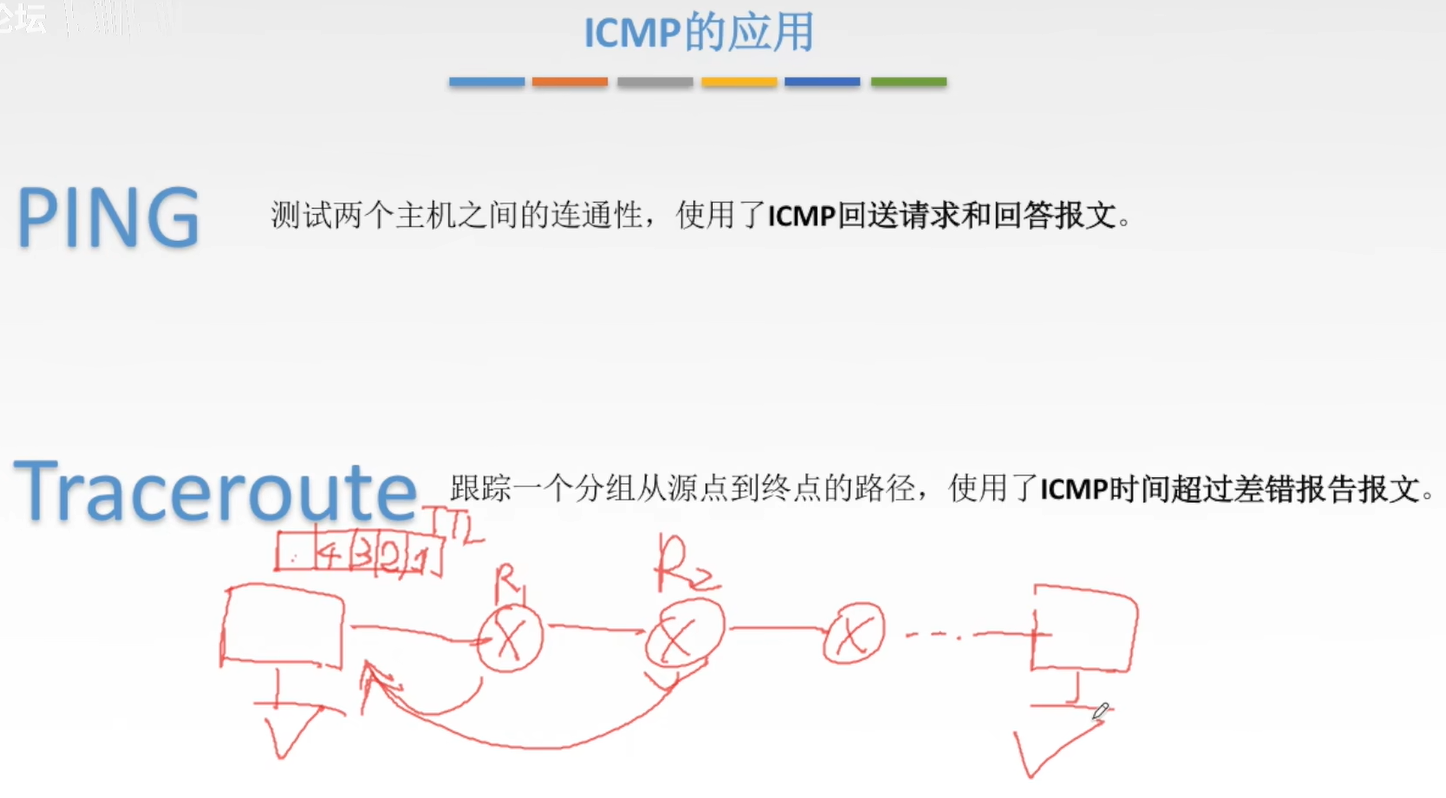 论坛
ICMP的应用
PING 测试两个主机之间的连通性，使用了ICMP回送请求和回答报文。
Traceroute 跟踪一个分组从源点到终点的路径，使用了ICMP时间超过差错报告报文。
4 3 2 1 TTL
R1 R2